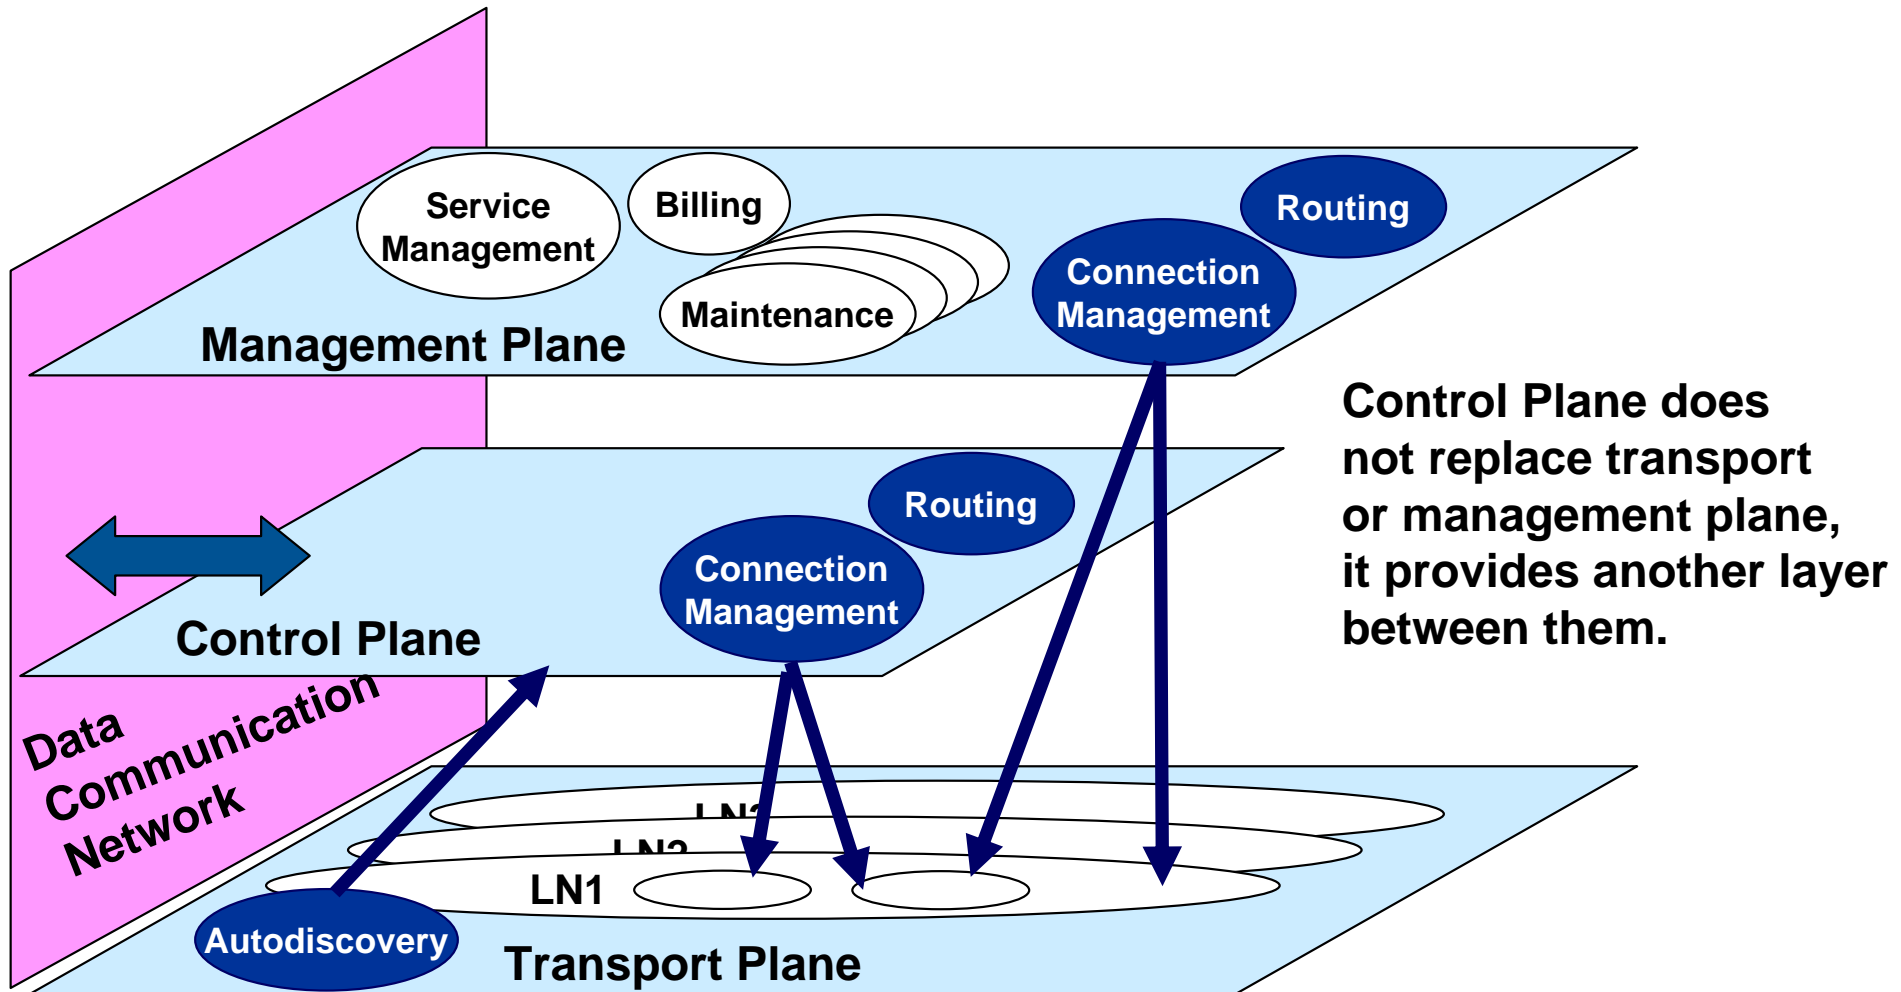 Service
Management
Billing
Maintenance
Routing
Connection
Management
Management Plane
Control Plane does
not replace transport
or management plane,
it provides another layer
between them.
Routing
Connection
Management
Control Plane
Data
Communication
Network
LN2
LN1
Autodiscovery
Transport Plane